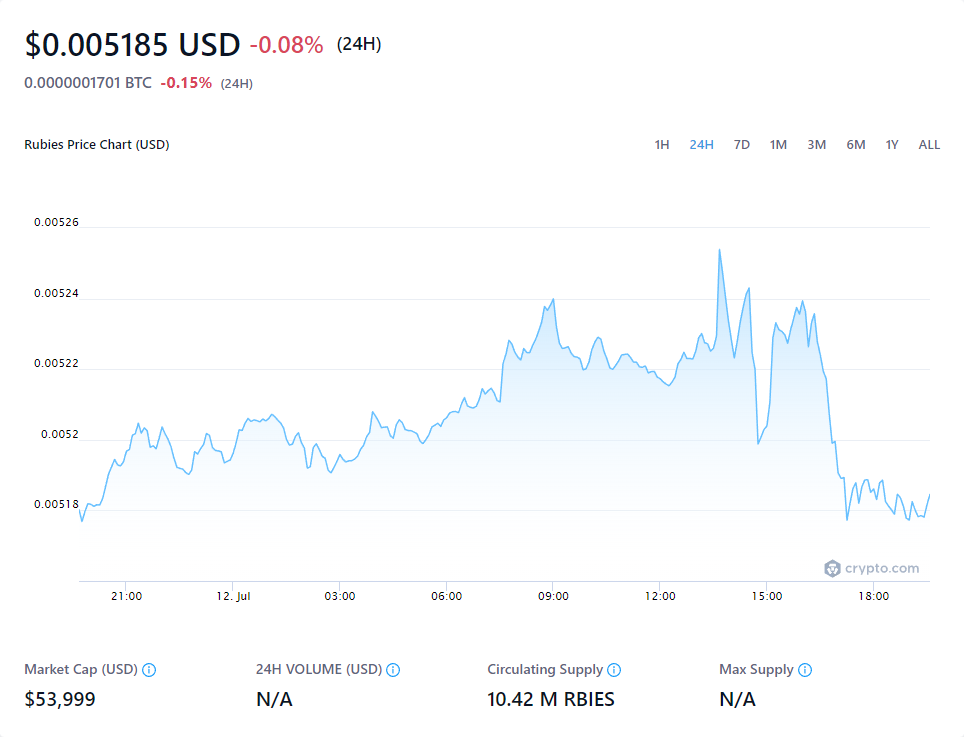 $0.005185 USD -0.08% (24H)
0.0000001701 BTC -0.15% (24H)
Rubies Price Chart (USD) 1H 24H 7D 1M 3M 6M 1Y ALL
0.00526
0.00524
0.00522
0.0052
0.00518
crypto.com
21:00 12. Jul 03:00 06:00 09:00 12:00 15:00 18:00
Market Cap (USD) 24H VOLUME (USD) Circulating Supply Max Supply
$53,999 N/A 10.42 M RBIES N/A